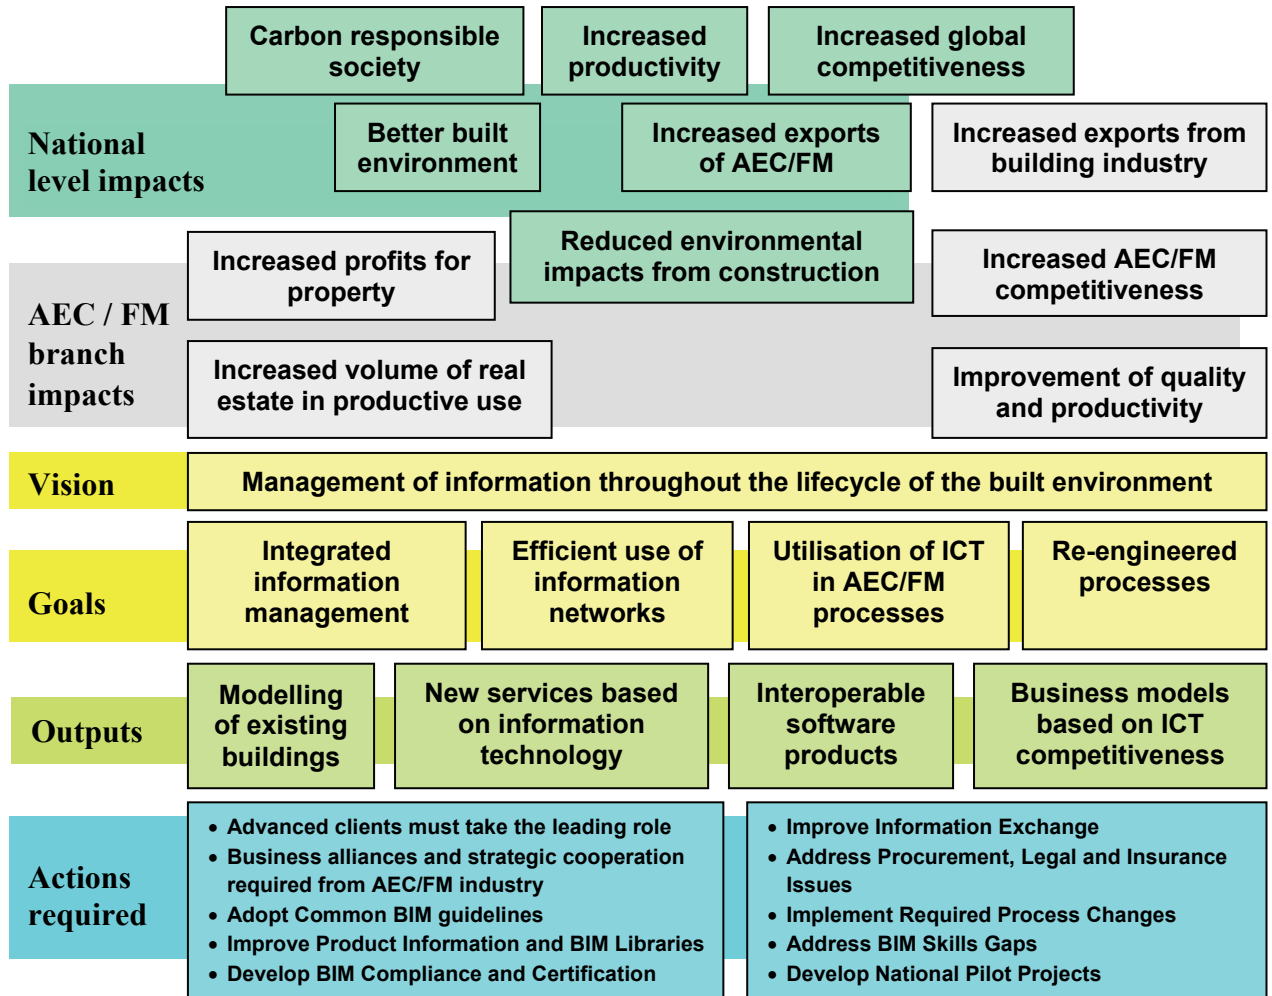 Carbon responsible
society
Increased
productivity
Increased global
competitiveness
National
level impacts
Better built
environment
Increased exports
of AEC/FM
Increased exports from
building industry
AEC / FM
branch
impacts
Increased profits for
property
Reduced environmental
impacts from construction
Increased AEC/FM
competitiveness
Increased volume of real
estate in productive use
Improvement of quality
and productivity
Vision
Management of information throughout the lifecycle of the built environment
Goals
Integrated
information
management
Efficient use of
information
networks
Utilisation of ICT
in AEC/FM
processes
Re-engineered
processes
Outputs
Modelling
of existing
buildings
New services based
on information
technology
Interoperable
software
products
Business models
based on ICT
competitiveness
Actions
required
• Advanced clients must take the leading role
• Business alliances and strategic cooperation
required from AEC/FM industry
• Adopt Common BIM guidelines
• Improve Product Information and BIM Libraries
• Develop BIM Compliance and Certification
• Improve Information Exchange
• Address Procurement, Legal and Insurance
Issues
• Implement Required Process Changes
• Address BIM Skills Gaps
• Develop National Pilot Projects